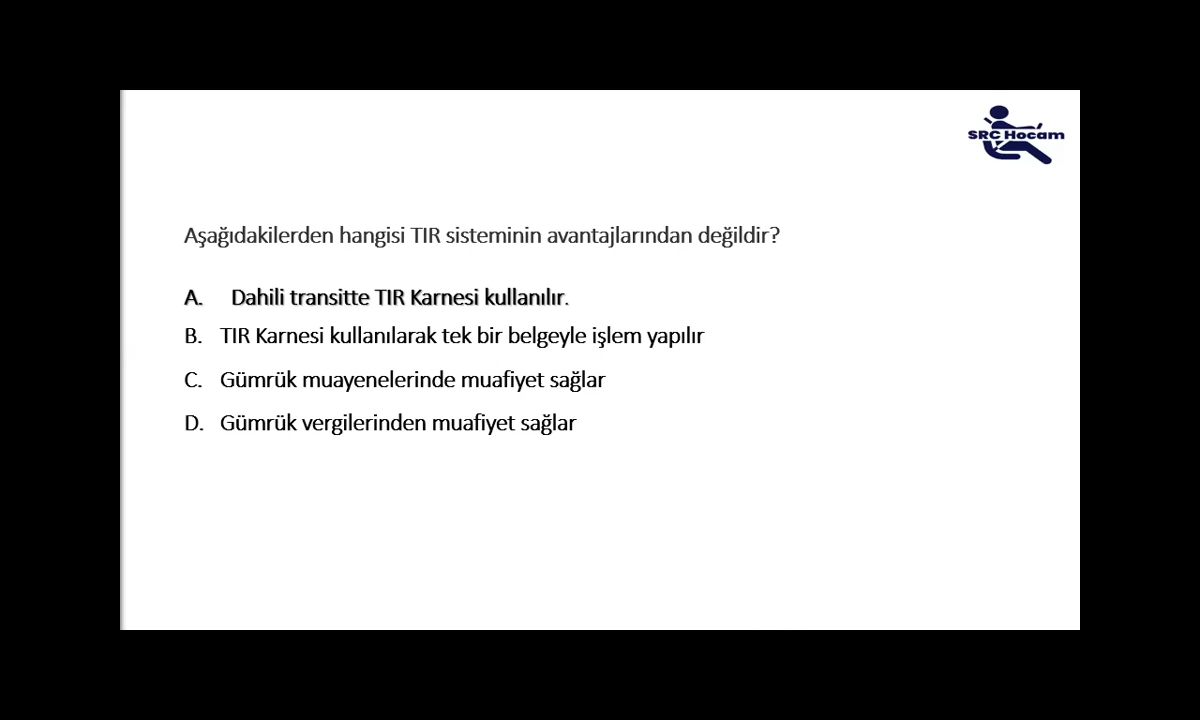 SRC Hocam
Aşağıdakilerden hangisi TIR sisteminin avantajlarından değildir?
A. Dahili transitte TIR Karnesi kullanılır.
B. TIR Karnesi kullanılarak tek bir belgeyle işlem yapılır
C. Gümrük muayenelerinde muafiyet sağlar
D. Gümrük vergilerinden muafiyet sağlar